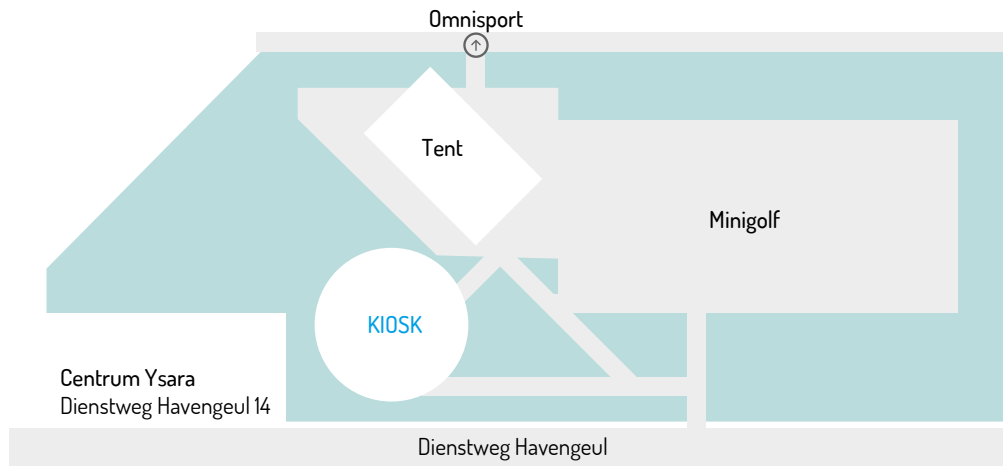 Omnisport
Tent
Minigolf
KIOSK
Centrum Ysara
Dienstweg Havengeul 14
Dienstweg Havengeul